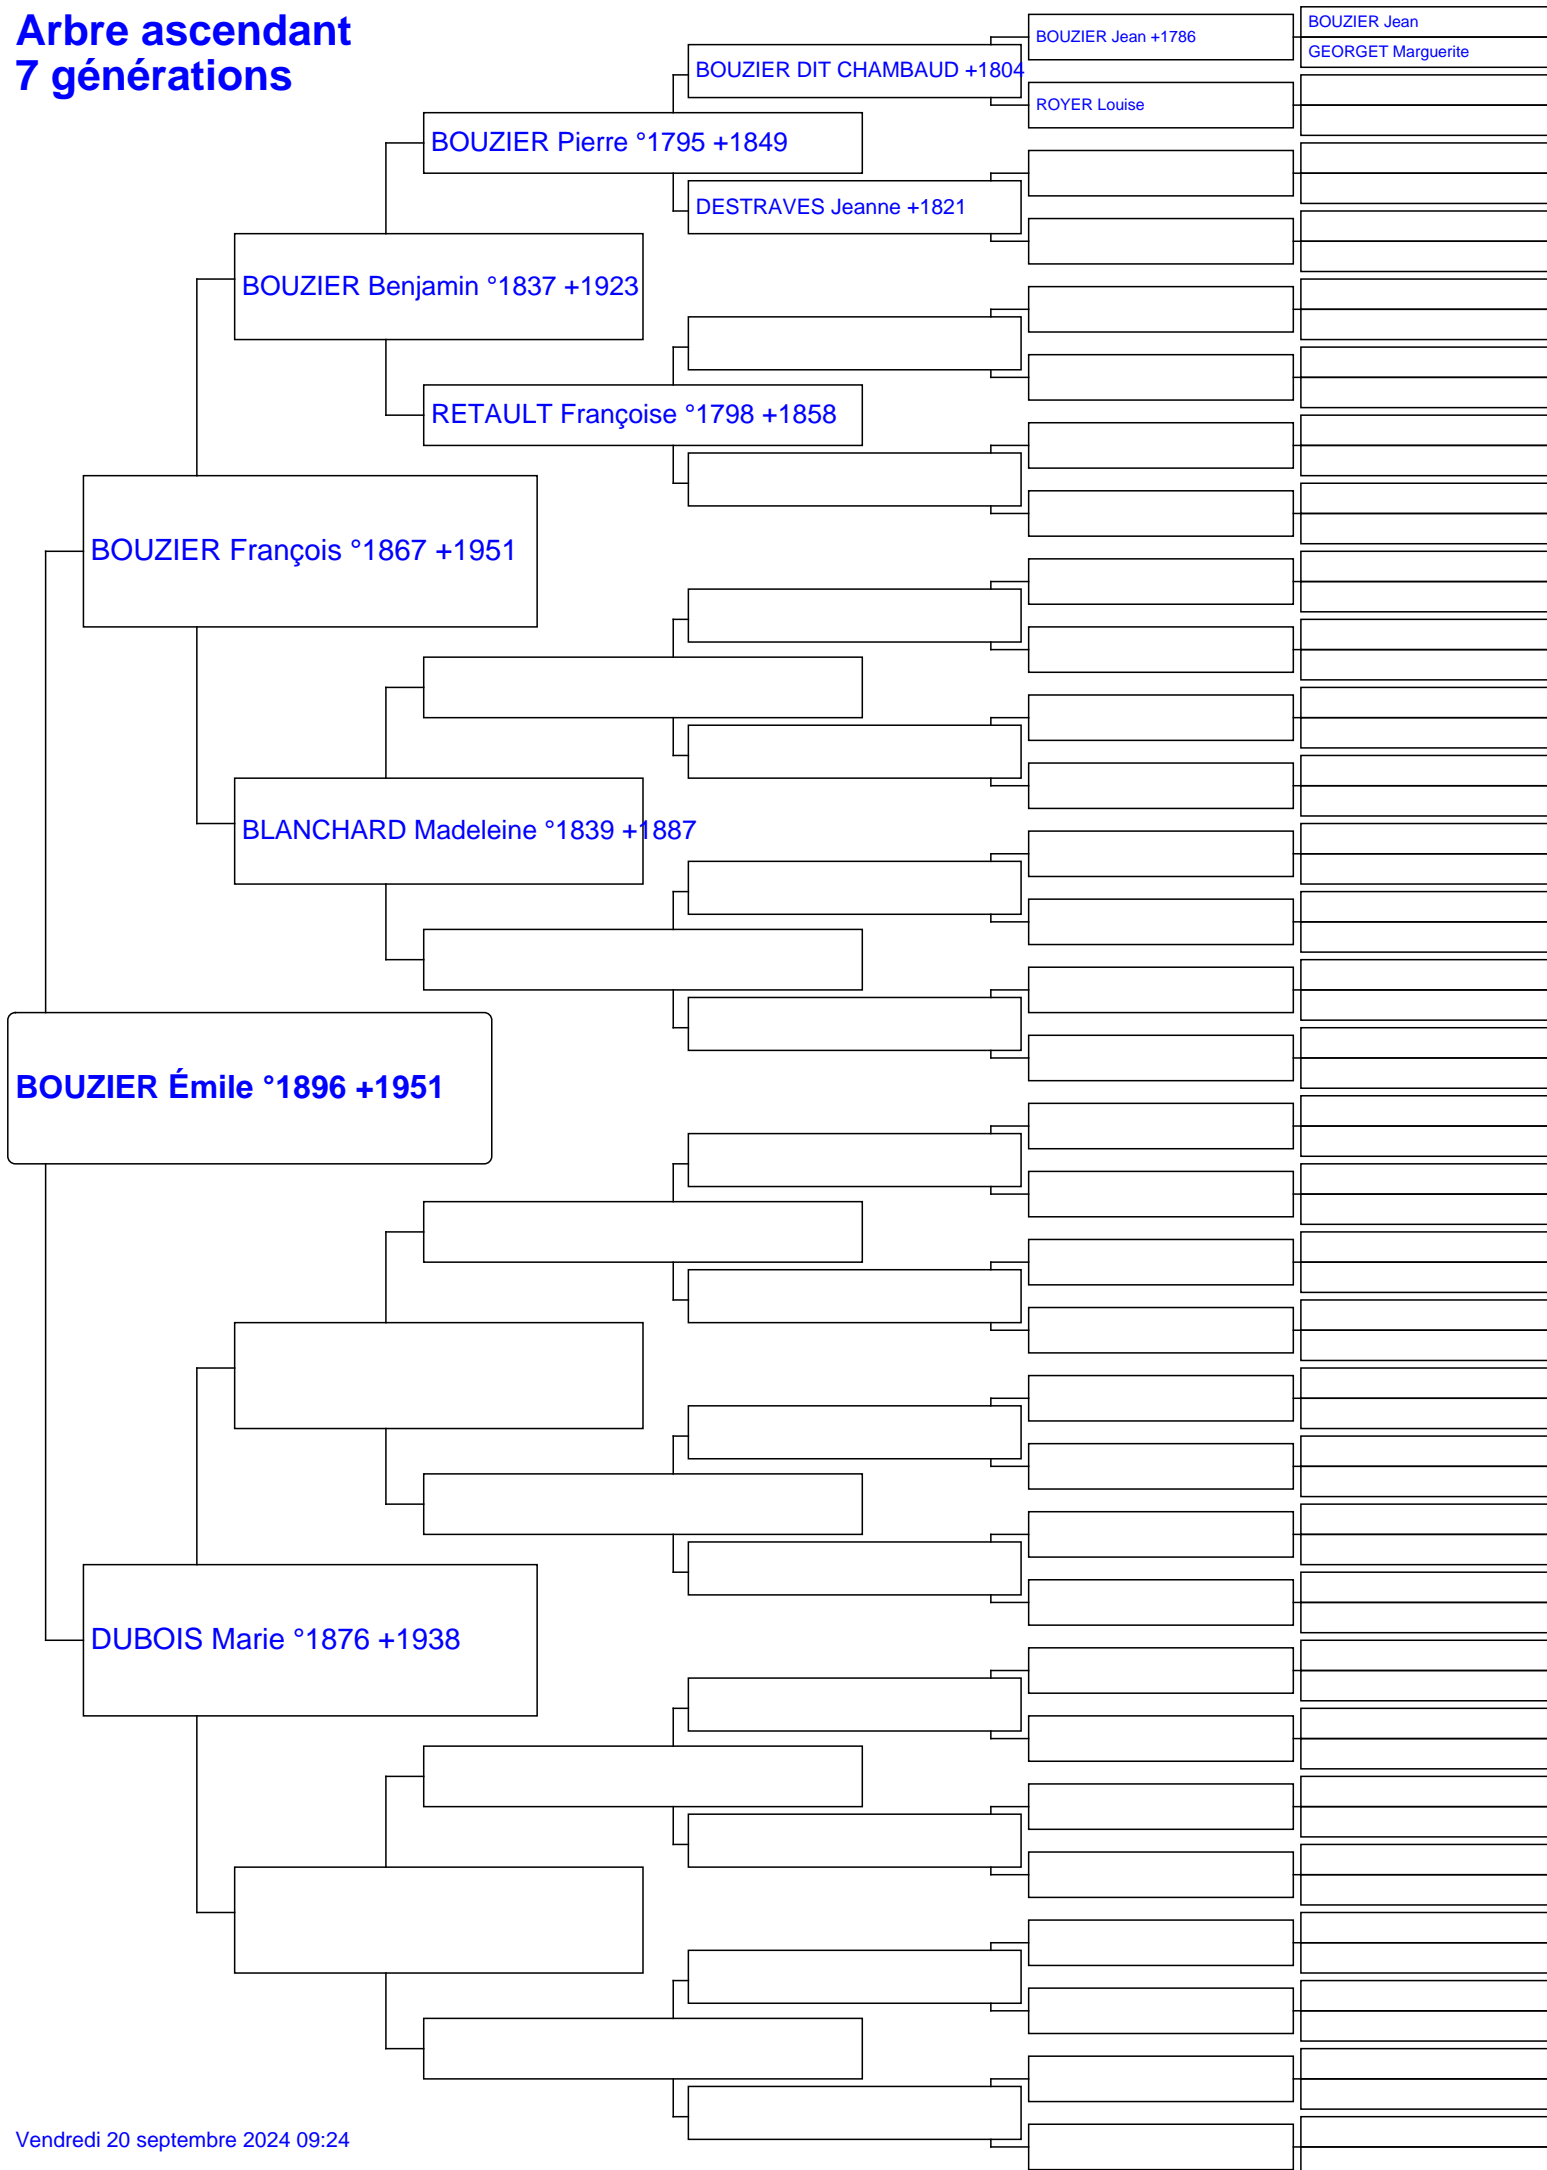 Arbre ascendant
7 générations
BOUZIER Jean
BOUZIER Jean +1786
GEORGET Marguerite
BOUZIER DIT CHAMBAUD +1804
ROYER Louise
BOUZIER Pierre °1795 +1849
DESTRAVES Jeanne +1821
BOUZIER Benjamin °1837 +1923
RETAULT Françoise °1798 +1858
BOUZIER François °1867 +1951
BLANCHARD Madeleine °1839 +1887
BOUZIER Émile °1896 +1951
DUBOIS Marie °1876 +1938
Vendredi 20 septembre 2024 09:24